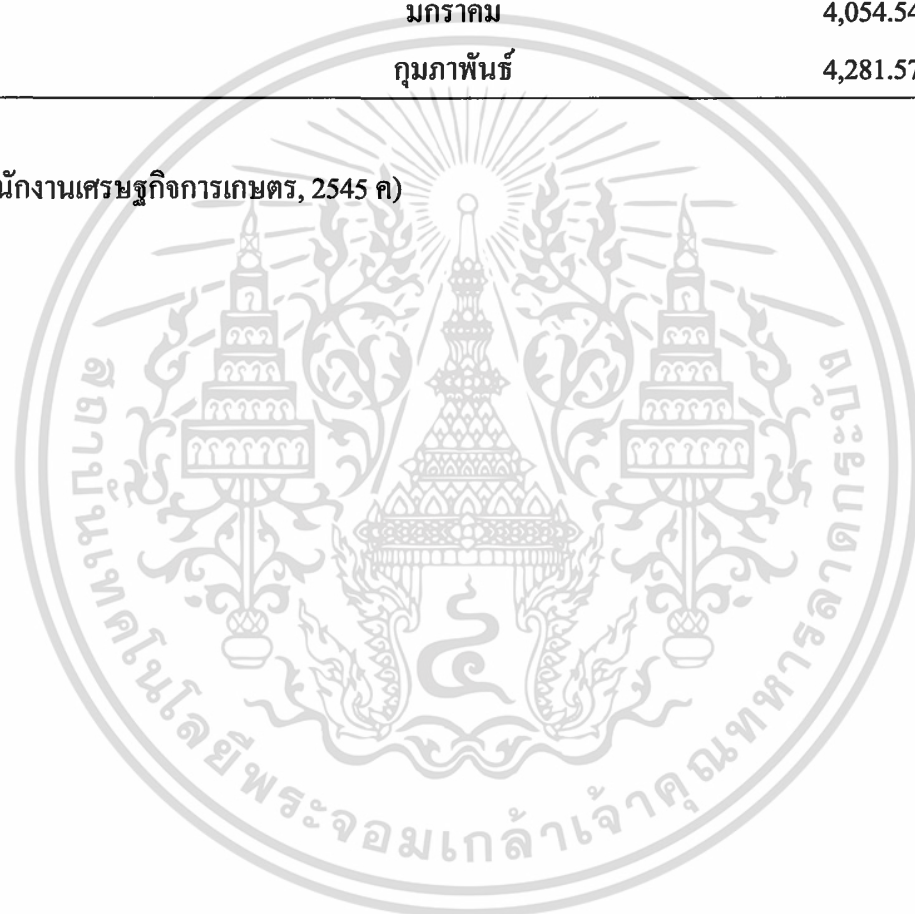 มกราคม 4,054.54
กุมภาพันธ์ 4,281.57
นักงานเศรษฐกิจการเกษตร, 2545 ค)
สถาบันเทคโนโลยีพระจอมเกล้าเจ้าคุณทหารลาดกระบัง